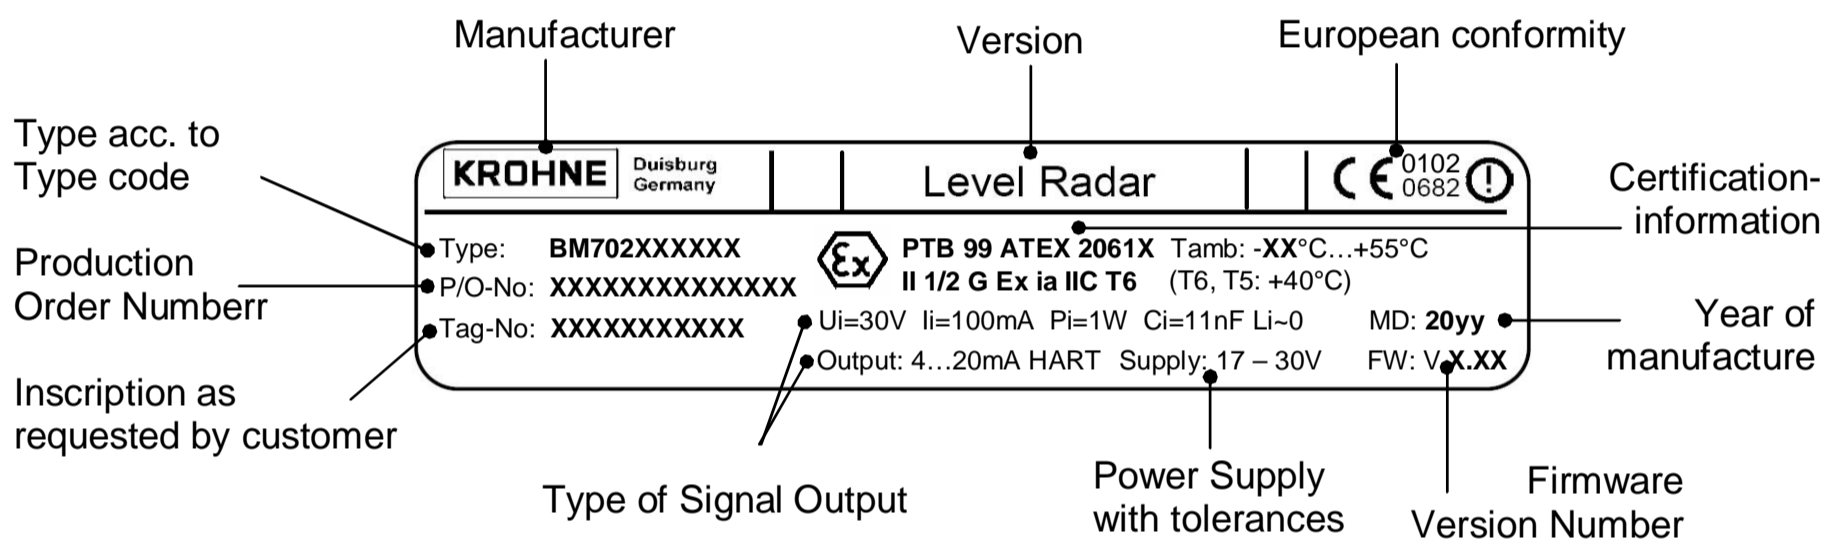 Manufacturer
Version
European conformity
Type acc. to
Type code
KROHNE
Duisburg
Germany
Level Radar
CE 0102
0682
Certification-
information
Type: BM702XXXXXX
Ex
PTB 99 ATEX 2061X Tamb: -XX°C...+55°C
Production
Order Numberr
P/O-No: XXXXXXXXXXXXXX
II 1/2 G Ex ia IIC T6 (T6, T5: +40°C)
Tag-No: XXXXXXXXXXX
Ui=30V Ii=100mA Pi=1W Ci=11nF Li~0 MD: 20yy
Year of
manufacture
Output: 4...20mA HART Supply: 17 – 30V FW: V.X.XX
Inscription as
requested by customer
Type of Signal Output
Power Supply
with tolerances
Firmware
Version Number